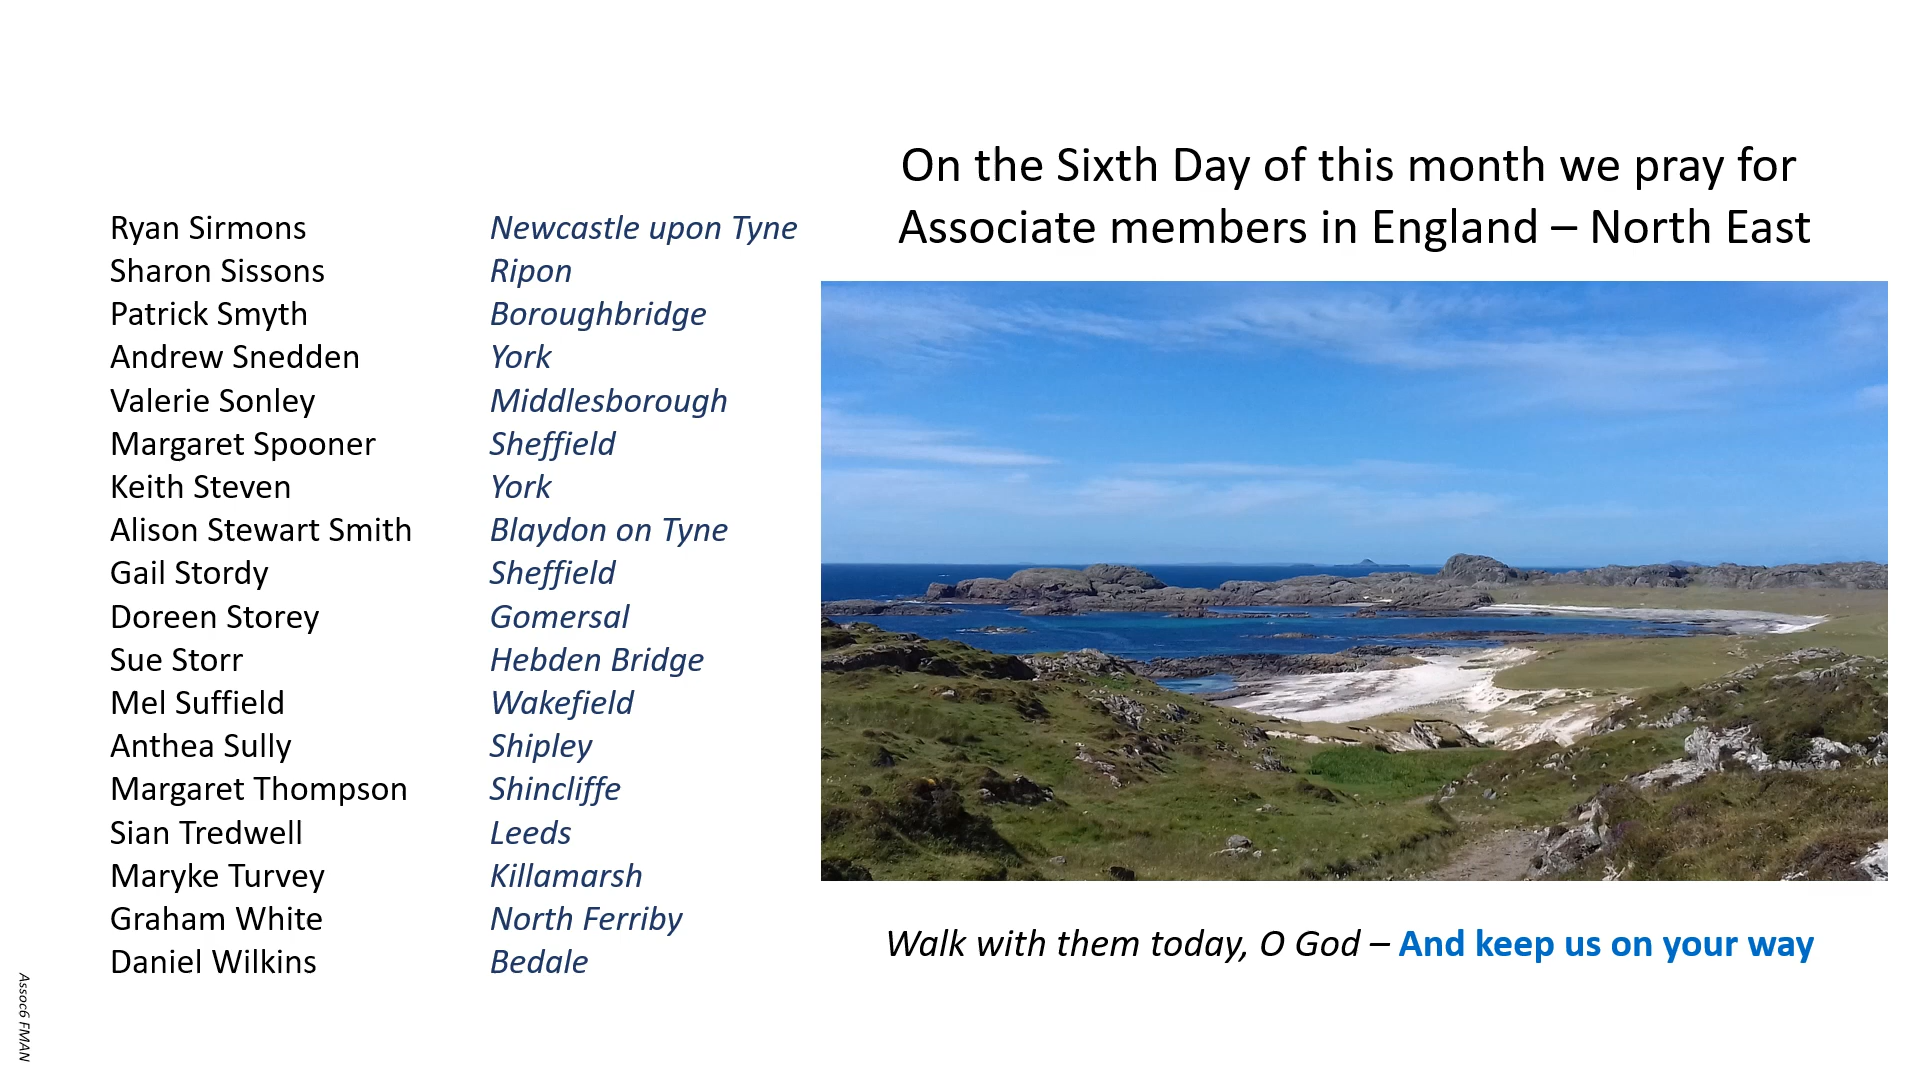 On the Sixth Day of this month we pray for
Associate members in England – North East
Ryan Sirmons Newcastle upon Tyne
Sharon Sissons Ripon
Patrick Smyth Boroughbridge
Andrew Snedden York
Valerie Sonley Middlesborough
Margaret Spooner Sheffield
Keith Steven York
Alison Stewart Smith Blaydon on Tyne
Gail Stordy Sheffield
Doreen Storey Gomersal
Sue Storr Hebden Bridge
Mel Suffield Wakefield
Anthea Sully Shipley
Margaret Thompson Shincliffe
Sian Tredwell Leeds
Maryke Turvey Killamarsh
Graham White North Ferriby
Daniel Wilkins Bedale
Walk with them today, O God – And keep us on your way
Assoc6 FMAN